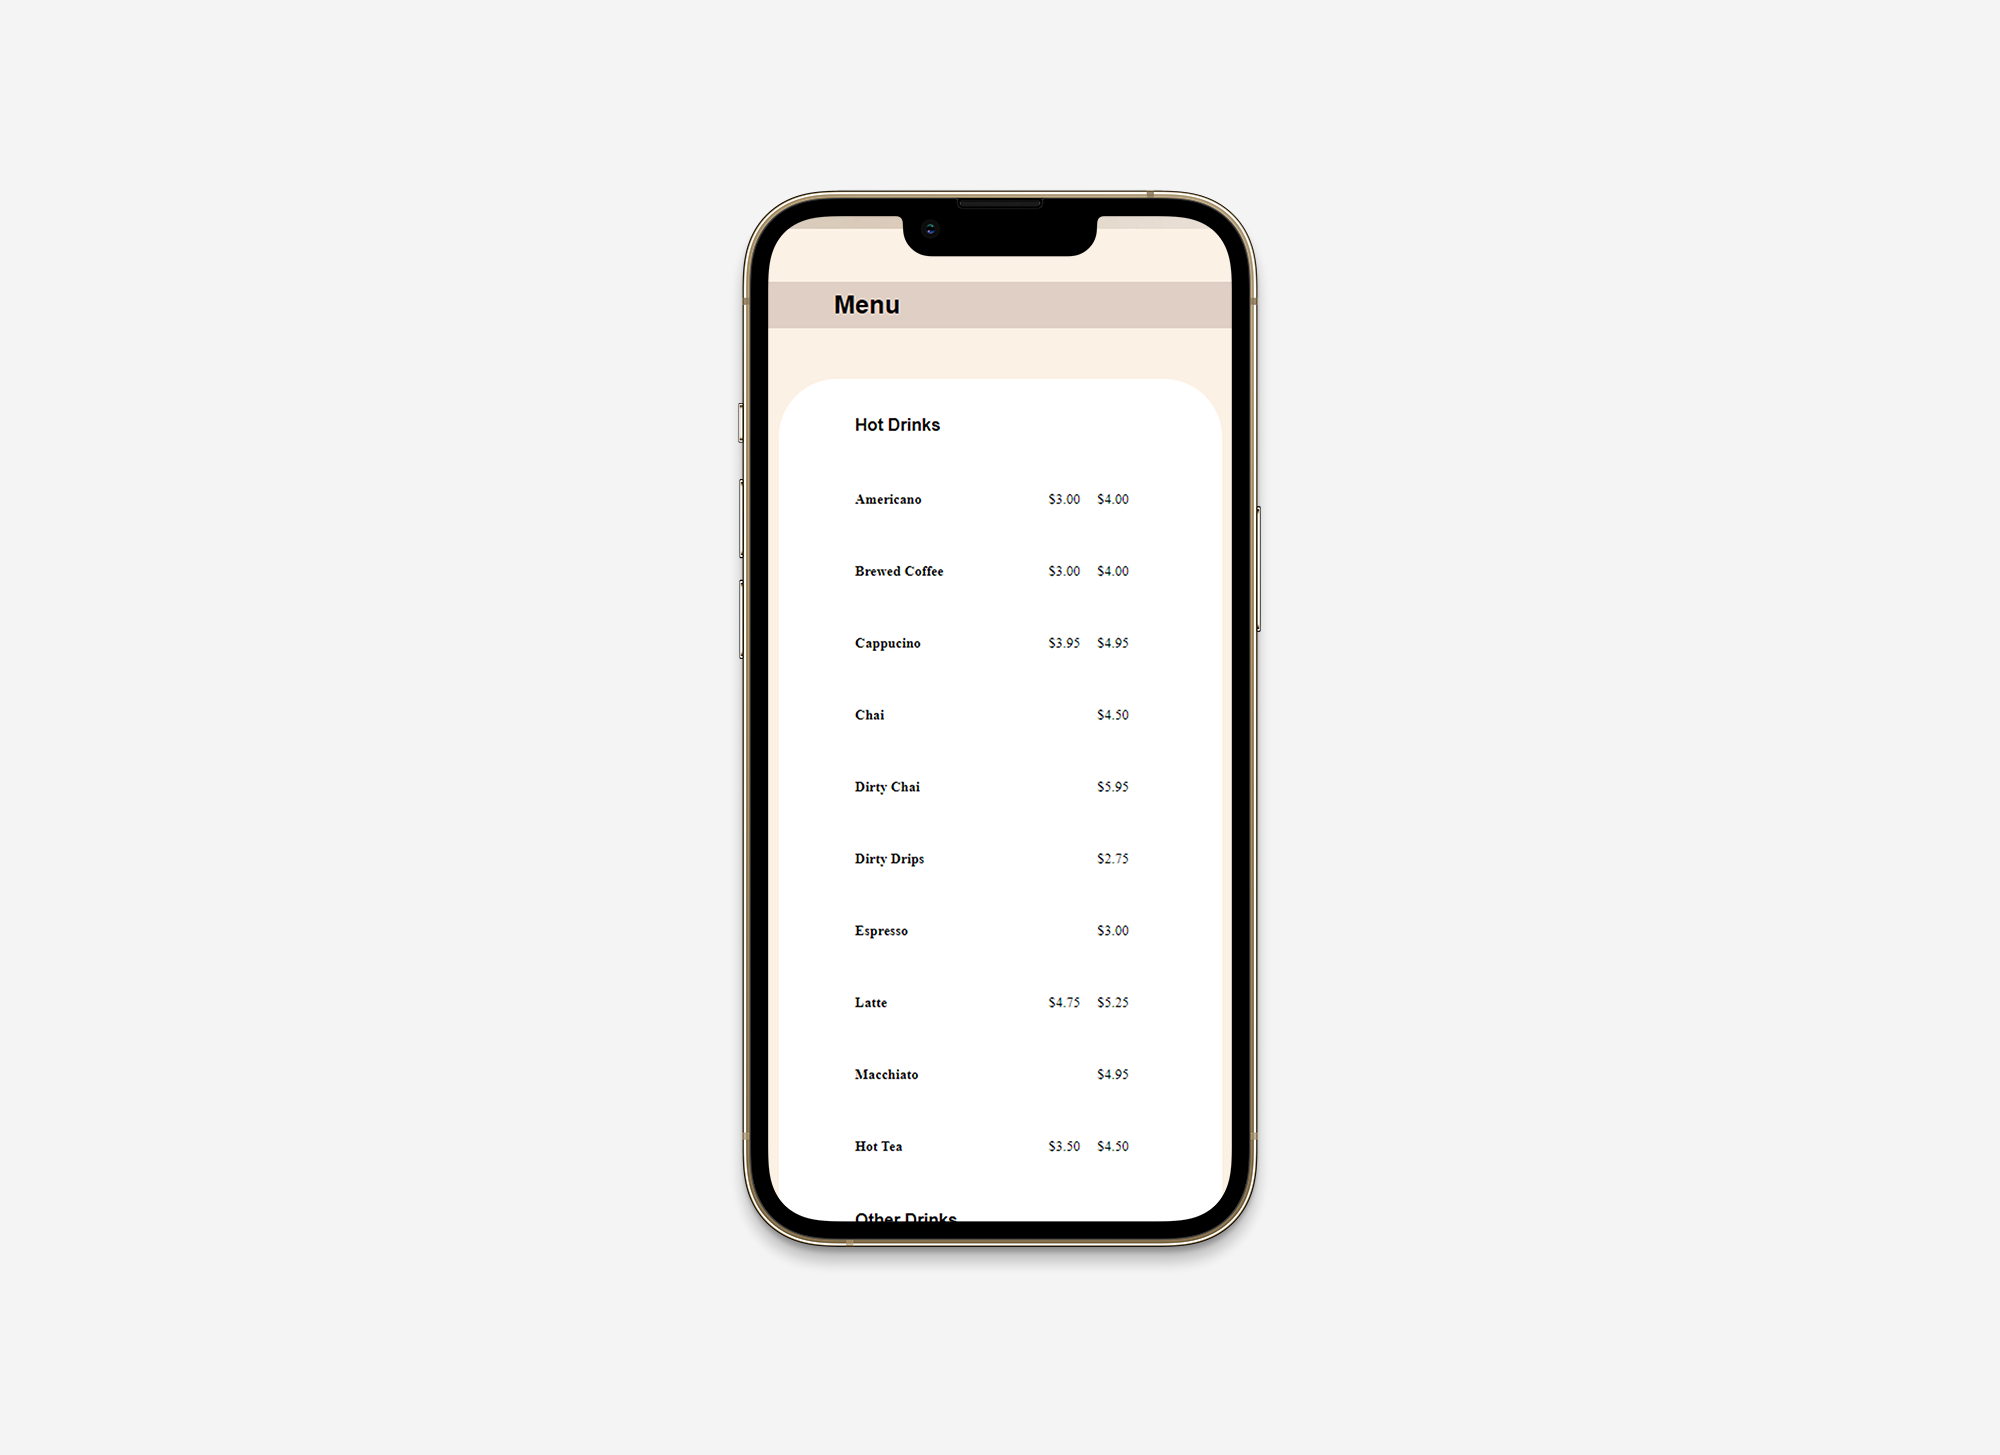 Menu
Hot Drinks
Americano $3.00 $4.00
Brewed Coffee $3.00 $4.00
Cappucino $3.95 $4.95
Chai $4.50
Dirty Chai $5.95
Dirty Drips $2.75
Espresso $3.00
Latte $4.75 $5.25
Macchiato $4.95
Hot Tea $3.50 $4.50
Other Drinks